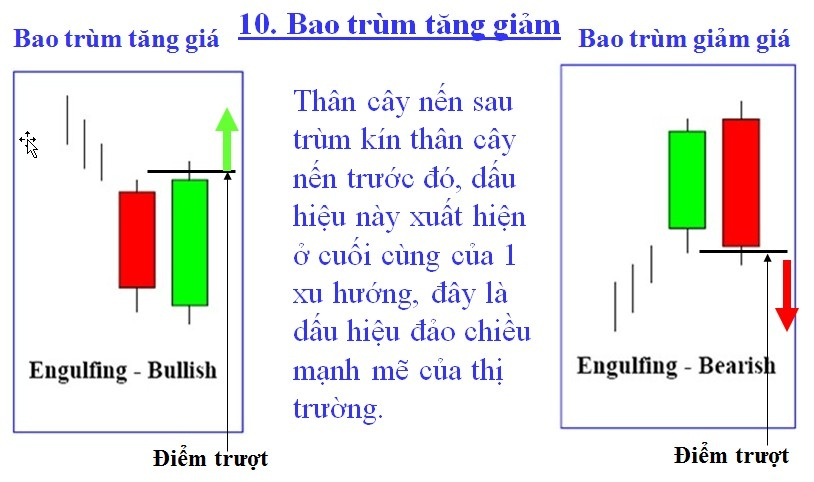 10. Bao trùm tăng giảm
Bao trùm tăng giá
Bao trùm giảm giá
Thân cây nến sau
trùm kín thân cây
nến trước đó, dấu
hiệu này xuất hiện
ở cuối cùng của 1
xu hướng, đây là
dấu hiệu đảo chiều
mạnh mẽ của thị
trường.
Engulfing - Bullish
Engulfing - Bearish
Điểm trượt
Điểm trượt